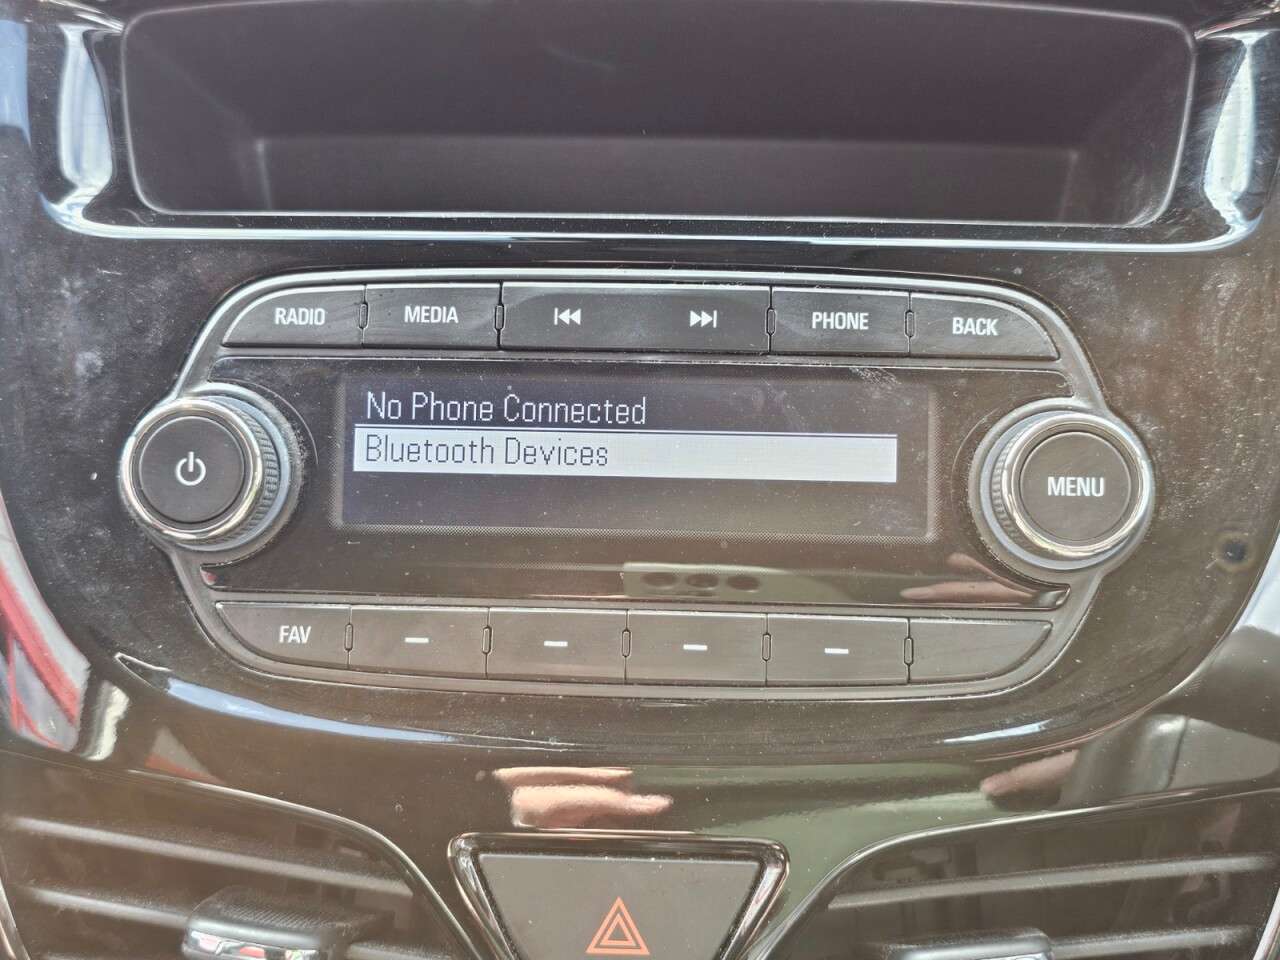 RADIO MEDIA PHONE BACK
No Phone Connected
Bluetooth Devices
MENU
FAV